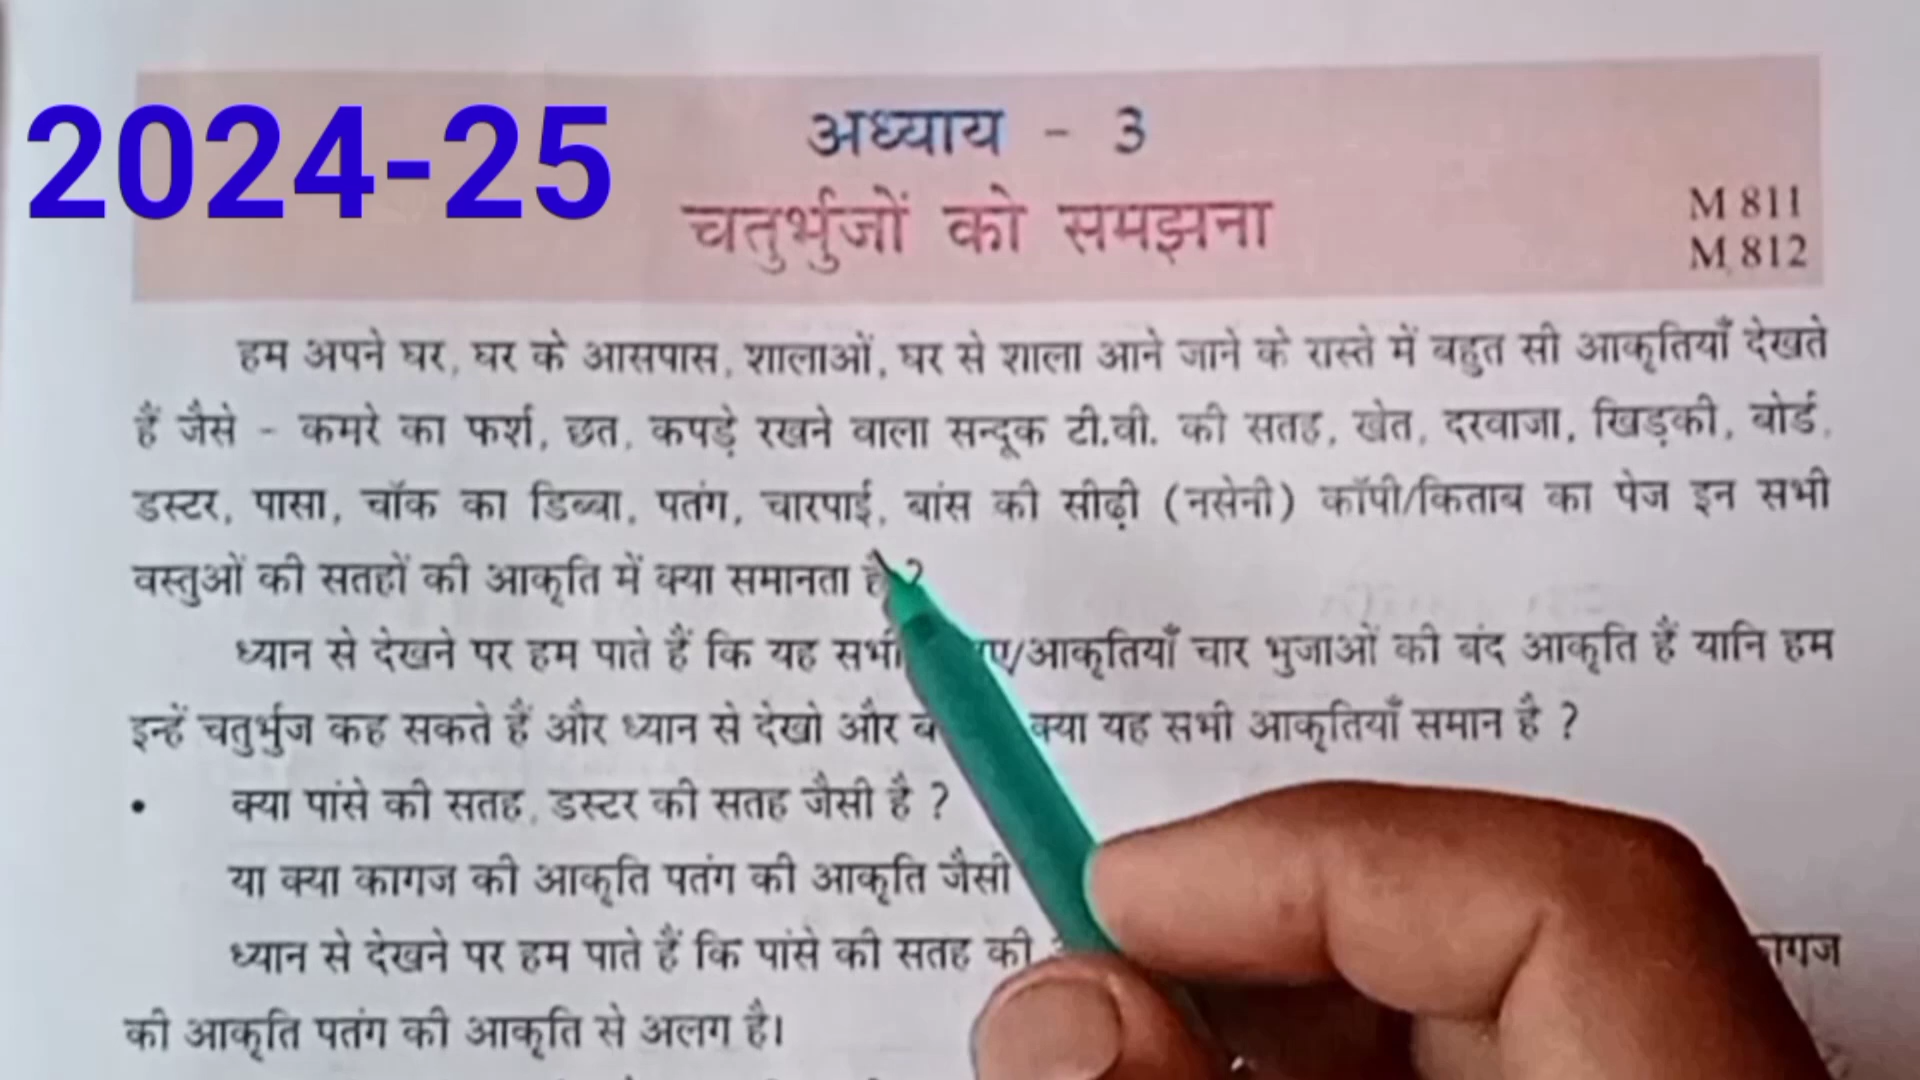 2024-25
अध्याय - 3
चतुर्भुजों को समझना
M 811
M 812
हम अपने घर, घर के आसपास, शालाओं, घर से शाला आने जाने के रास्ते में बहुत सी आकृतियाँ देखते
हैं जैसे - कमरे का फर्श, छत, कपड़े रखने वाला सन्दूक टी.वी. की सतह, खेत, दरवाजा, खिड़की, बोर्ड,
डस्टर, पासा, चॉक का डिब्बा, पतंग, चारपाई, बांस की सीढ़ी (नसेनी) कॉपी/किताब का पेज इन सभी
वस्तुओं की सतहों की आकृति में क्या समानता है ?
ध्यान से देखने पर हम पाते हैं कि यह सभी /आकृतियाँ चार भुजाओं की बंद आकृति हैं यानि हम
इन्हें चतुर्भुज कह सकते हैं और ध्यान से देखो और क्या यह सभी आकृतियाँ समान है ?
• क्या पांसे की सतह, डस्टर की सतह जैसी है ?
या क्या कागज की आकृति पतंग की आकृति जैसी
ध्यान से देखने पर हम पाते हैं कि पांसे की सतह की
की आकृति पतंग की आकृति से अलग है।